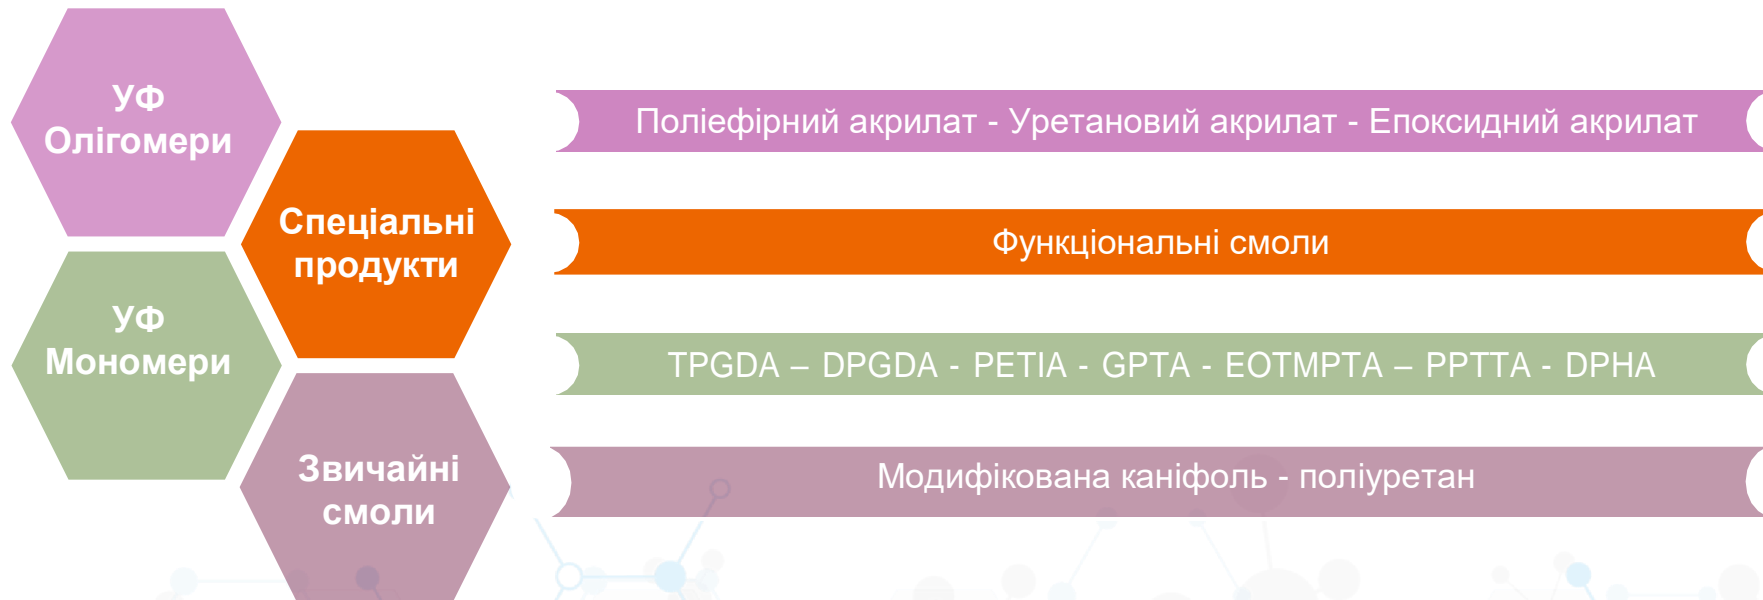 УФ
Олігомери
Поліефірний акрилат - Уретановий акрилат - Епоксидний акрилат
Спеціальні
продукти
Функціональні смоли
УФ
Мономери
TPGDA – DPGDA - PETIA - GPTA - EOTMPTA – PPTTA - DPHA
Звичайні
смоли
Модифікована каніфоль - поліуретан